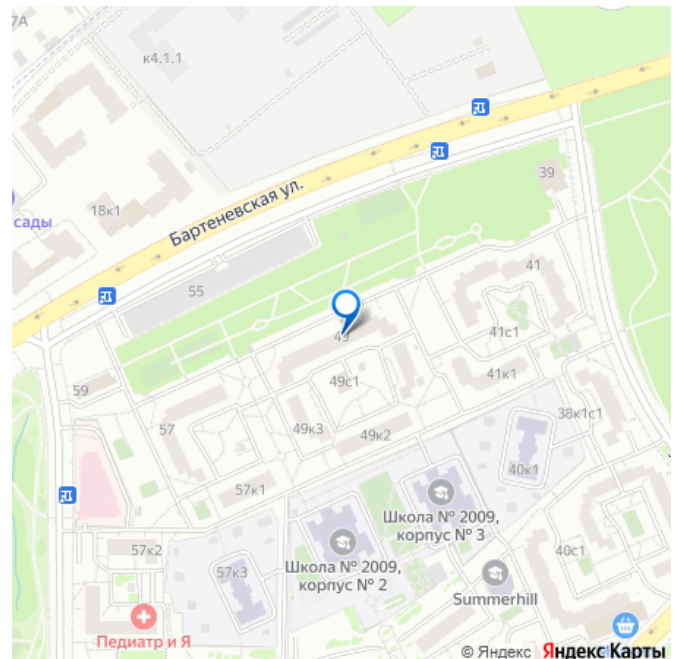 7А
к4.1.1
39
18к1
Бартеневская ул.
сады
41
55
49
41с1
59
49с1
41к1
57
49к3
49к2
38к1с1
40к1
57к1
Школа № 2009,
корпус № 3
57к2
40с1
57к3
Школа № 2009,
корпус № 2
Summerhill
Педиатр и Я
© Яндекс Яндекс Карты